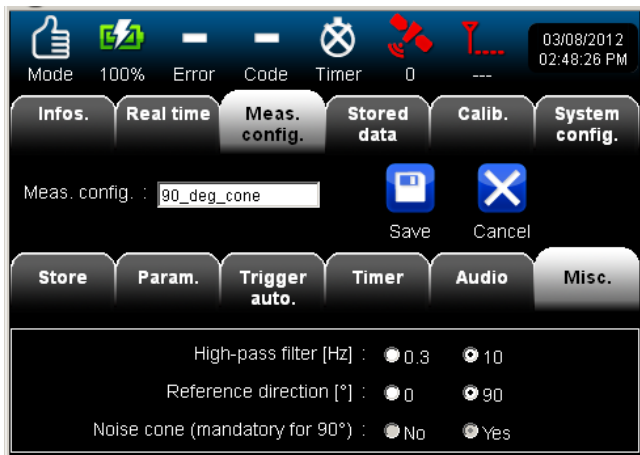 03/08/2012
02:48:26 PM
Mode 100% Error Code Timer 0 ---
Infos. Real time Meas. config. Stored data Calib. System config.
Meas. config. : 90_deg_cone
Save Cancel
Store Param. Trigger auto. Timer Audio Misc.
High-pass filter [Hz] : 0.3 10
Reference direction [°] : 0 90
Noise cone (mandatory for 90°) : No Yes